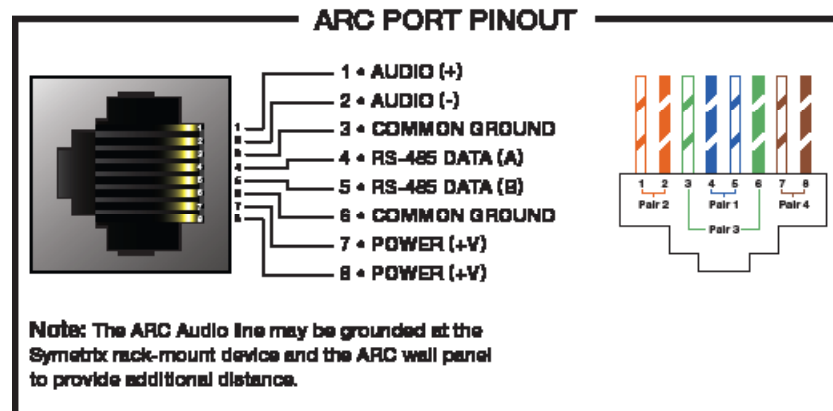 ARC PORT PINOUT
1 • AUDIO (+)
2 • AUDIO (-)
3 • COMMON GROUND
4 • RS-485 DATA (A)
5 • RS-485 DATA (B)
6 • COMMON GROUND
7 • POWER (+V)
8 • POWER (+V)
1
2
3
4
5
6
7
8
1
2
3
4
5
6
7
8
1 2 3 4 5 6 7 8
Pair 2 Pair 1 Pair 4
Pair 3
Note: The ARC Audio line may be grounded at the
Symetrix rack-mount device and the ARC wall panel
to provide additional distance.